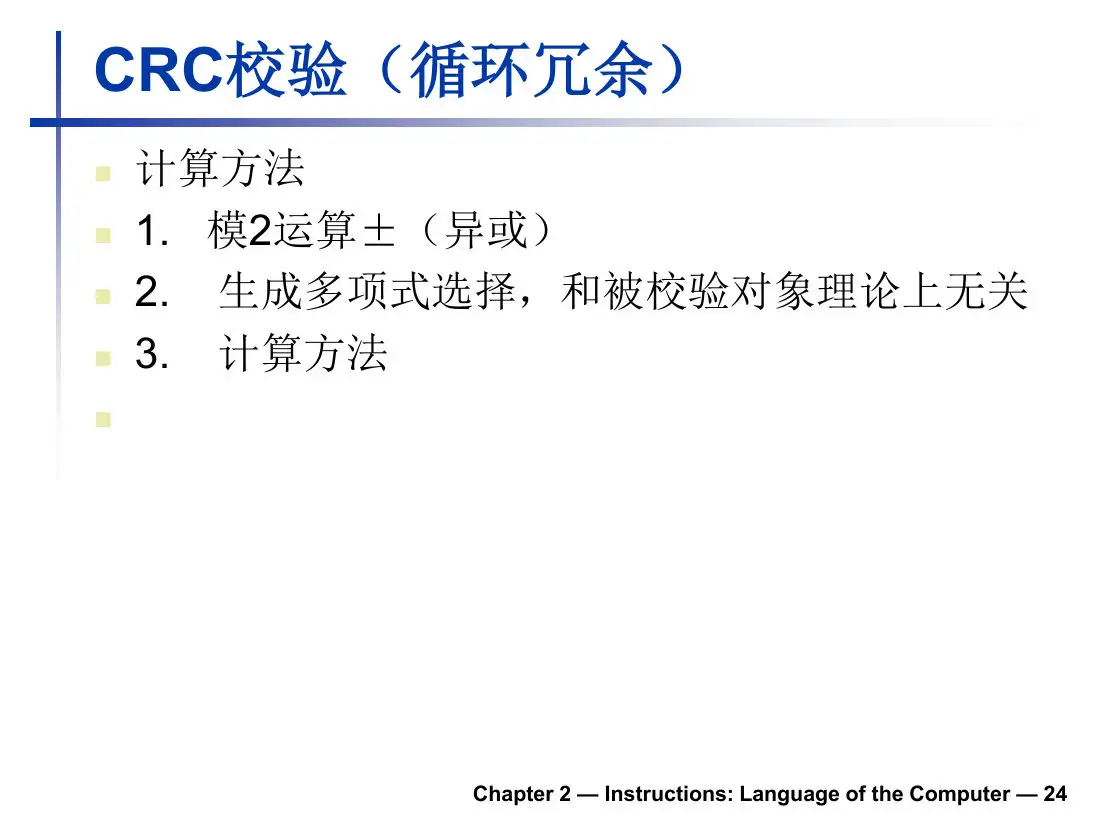 CRC校验（循环冗余）
计算方法
1. 模2运算±（异或）
2. 生成多项式选择，和被校验对象理论上无关
3. 计算方法
Chapter 2 — Instructions: Language of the Computer — 24